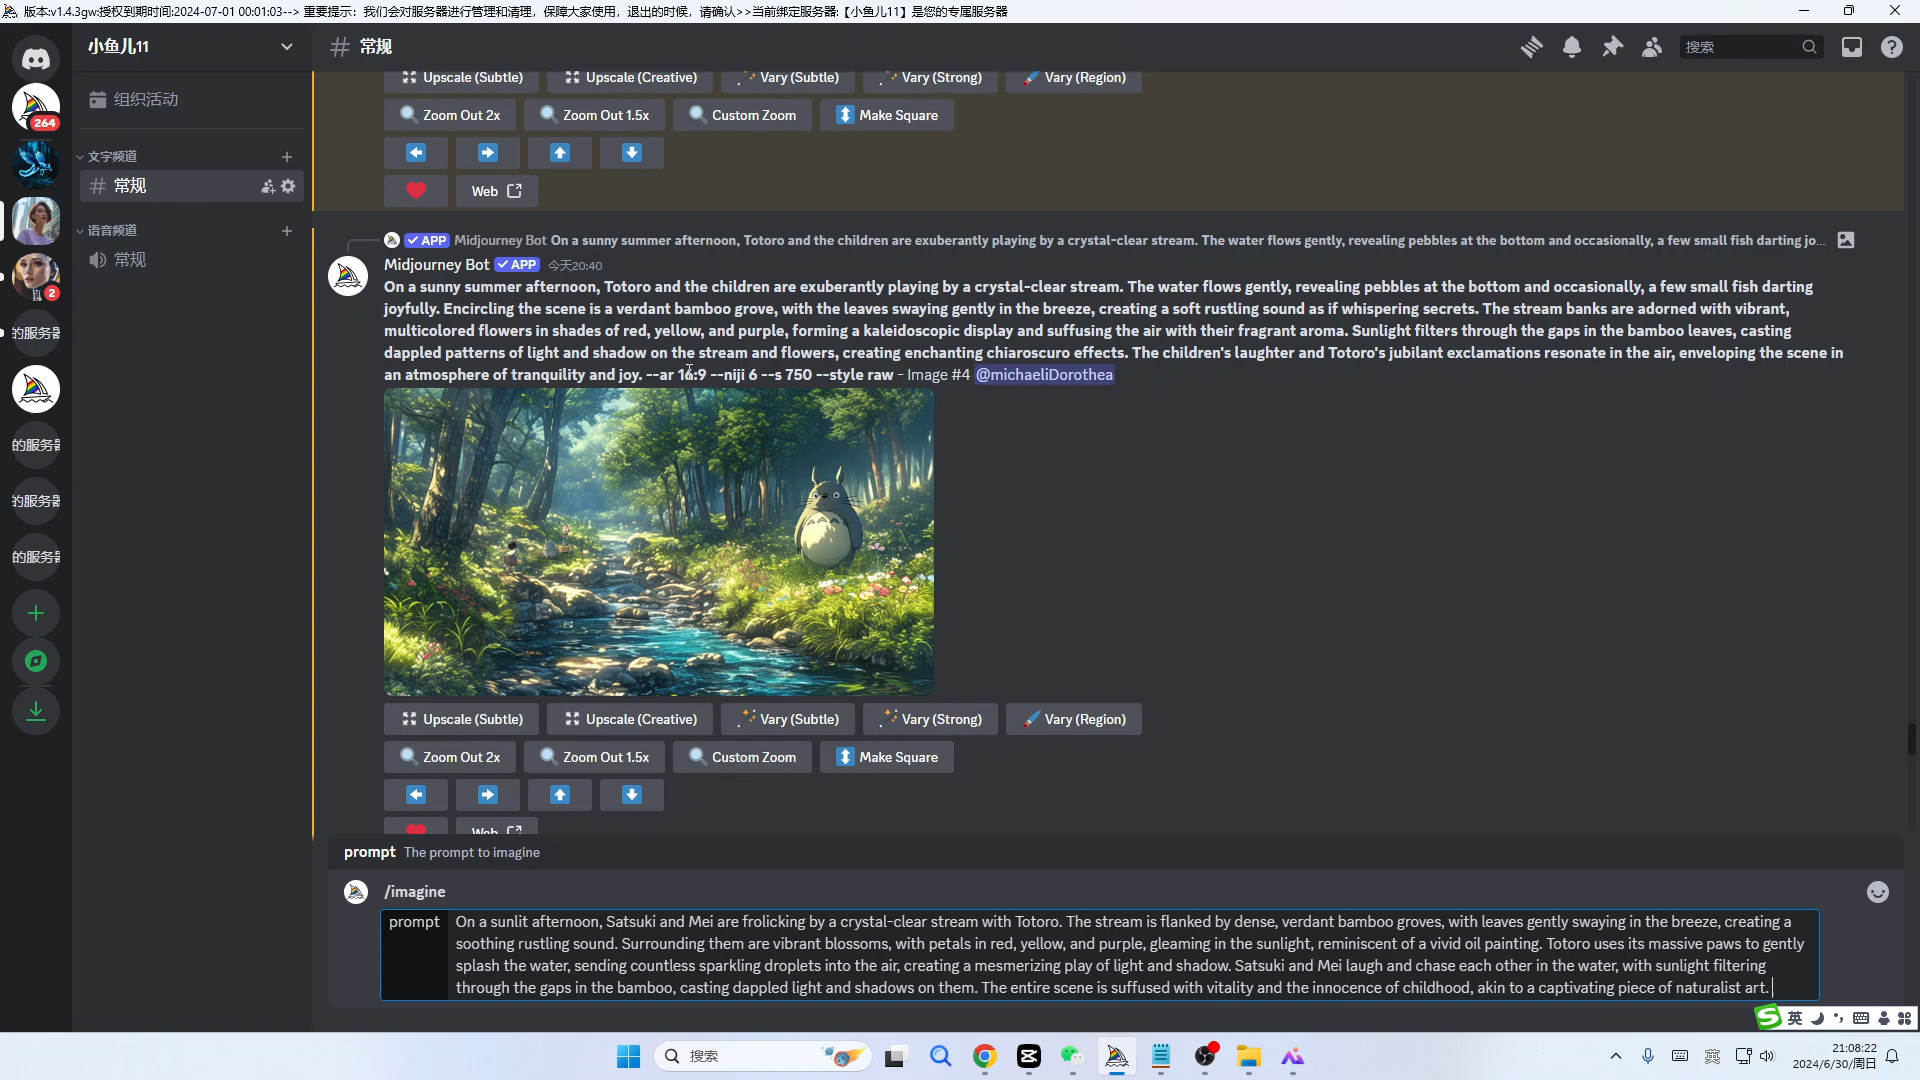 版本:v1.4.3gw:授权到期时间:2024-07-01 00:01:03--> 重要提示：我们会对服务器进行管理和清理，保障大家使用，退出的时候，请确认>>当前绑定服务器:【小鱼儿11】是您的专属服务器
小鱼儿11
# 常规
搜索
组织活动
文字频道
常规
语音频道
常规
264
2
的服务器
的服务器
的服务器
的服务器
Upscale (Subtle) Upscale (Creative) Vary (Subtle) Vary (Strong) Vary (Region)
Zoom Out 2x Zoom Out 1.5x Custom Zoom Make Square
Web
APP Midjourney Bot On a sunny summer afternoon, Totoro and the children are exuberantly playing by a crystal-clear stream. The water flows gently, revealing pebbles at the bottom and occasionally, a few small fish darting jo...
Midjourney Bot APP 今天20:40
On a sunny summer afternoon, Totoro and the children are exuberantly playing by a crystal-clear stream. The water flows gently, revealing pebbles at the bottom and occasionally, a few small fish darting
joyfully. Encircling the scene is a verdant bamboo grove, with the leaves swaying gently in the breeze, creating a soft rustling sound as if whispering secrets. The stream banks are adorned with vibrant,
multicolored flowers in shades of red, yellow, and purple, forming a kaleidoscopic display and suffusing the air with their fragrant aroma. Sunlight filters through the gaps in the bamboo leaves, casting
dappled patterns of light and shadow on the stream and flowers, creating enchanting chiaroscuro effects. The children's laughter and Totoro's jubilant exclamations resonate in the air, enveloping the scene in
an atmosphere of tranquility and joy. --ar 16:9 --niji 6 --s 750 --style raw - Image #4 @michaeliDorothea
Upscale (Subtle) Upscale (Creative) Vary (Subtle) Vary (Strong) Vary (Region)
Zoom Out 2x Zoom Out 1.5x Custom Zoom Make Square
Web
prompt The prompt to imagine
/imagine
prompt On a sunlit afternoon, Satsuki and Mei are frolicking by a crystal-clear stream with Totoro. The stream is flanked by dense, verdant bamboo groves, with leaves gently swaying in the breeze, creating a
soothing rustling sound. Surrounding them are vibrant blossoms, with petals in red, yellow, and purple, gleaming in the sunlight, reminiscent of a vivid oil painting. Totoro uses its massive paws to gently
splash the water, sending countless sparkling droplets into the air, creating a mesmerizing play of light and shadow. Satsuki and Mei laugh and chase each other in the water, with sunlight filtering
through the gaps in the bamboo, casting dappled light and shadows on them. The entire scene is suffused with vitality and the innocence of childhood, akin to a captivating piece of naturalist art.
英
搜索
英
21:08:22
2024/6/30/周日